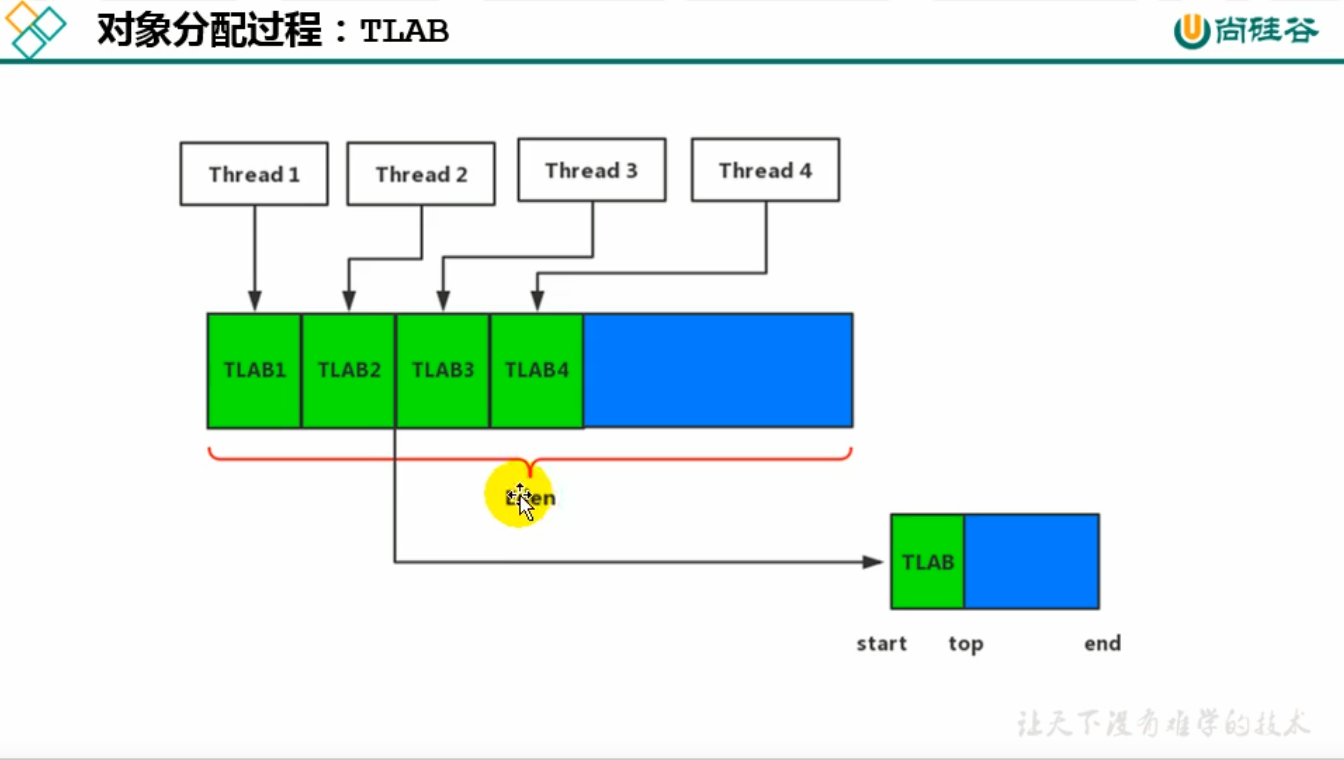 对象分配过程：TLAB
尚硅谷
Thread 1
Thread 2
Thread 3
Thread 4
TLAB1
TLAB2
TLAB3
TLAB4
TLAB
start
top
end
让天下没有难学的技术